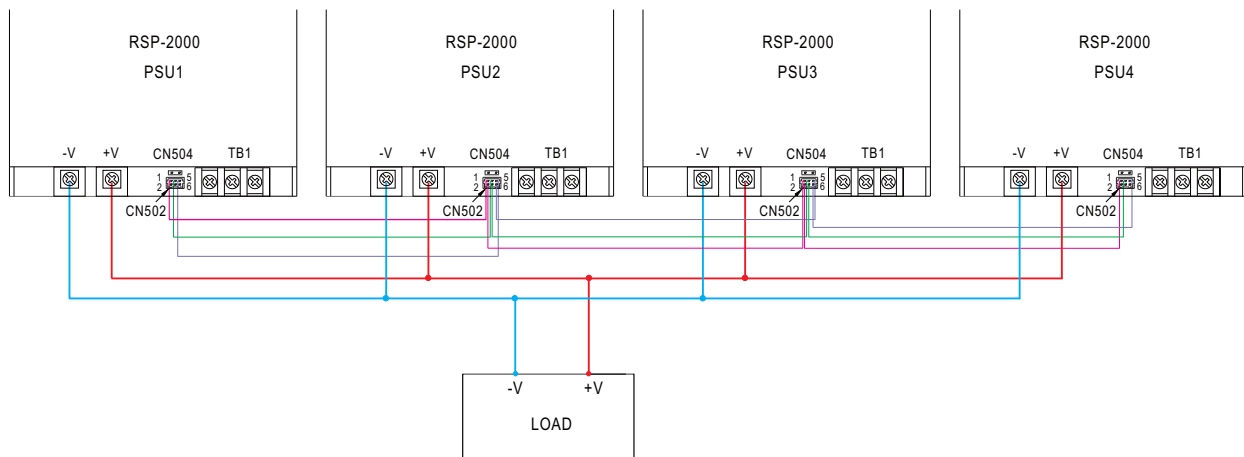 RSP-2000 RSP-2000 RSP-2000 RSP-2000
PSU1 PSU2 PSU3 PSU4
-V +V CN504 TB1 -V +V CN504 TB1 -V +V CN504 TB1 -V +V CN504 TB1
1 5 1 5 1 5 1 5
2 6 2 6 2 6 2 6
CN502 CN502 CN502 CN502
-V +V
LOAD